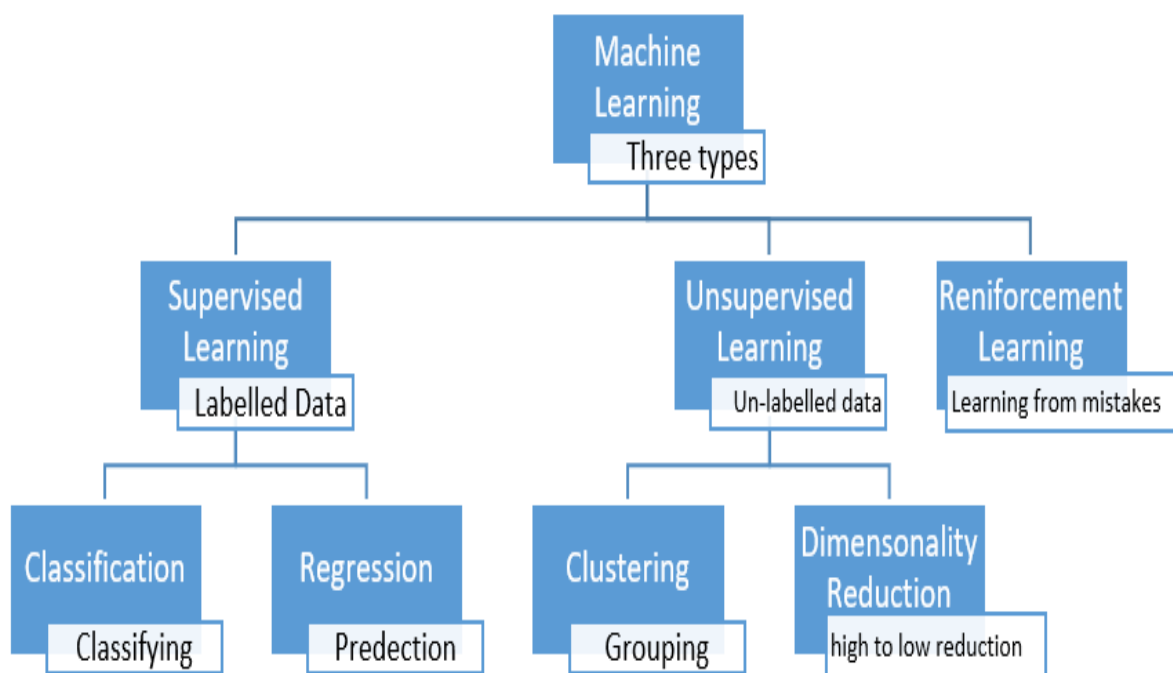 Machine
Learning
Three types
Supervised
Learning
Labelled Data
Unsupervised
Learning
Un-labelled data
Reniforcement
Learning
Learning from mistakes
Classification
Classifying
Regression
Predection
Clustering
Grouping
Dimensonality
Reduction
high to low reduction